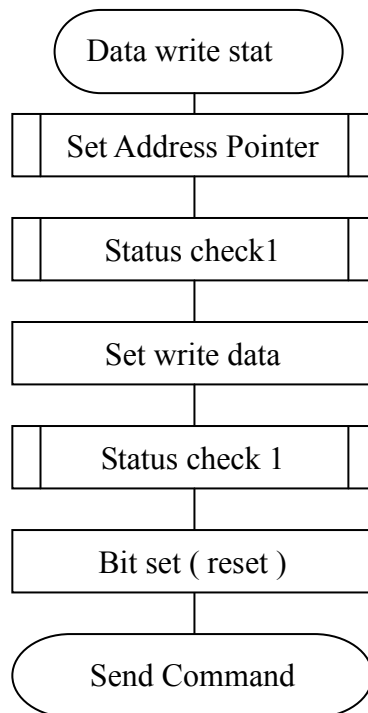 Data write stat
Set Address Pointer
Status check1
Set write data
Status check 1
Bit set ( reset )
Send Command